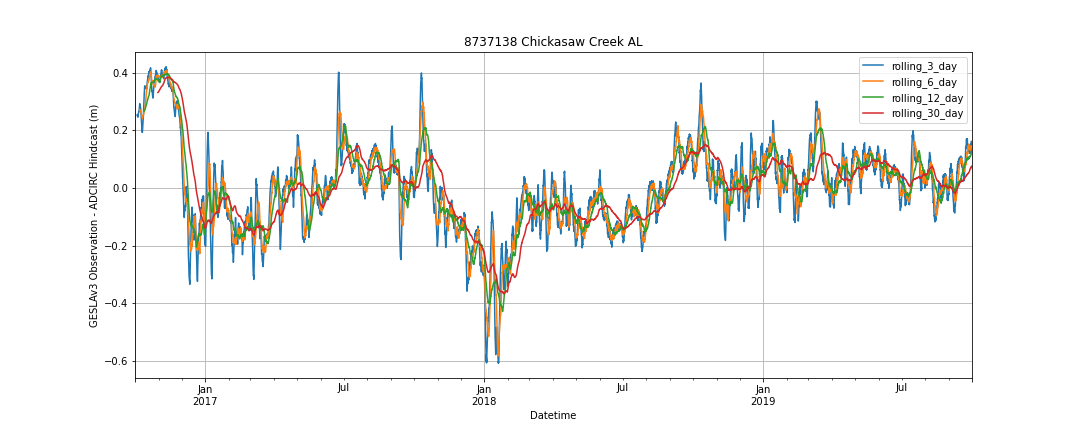 8737138 Chickasaw Creek AL
GESLAv3 Observation - ADCIRC Hindcast (m)
0.4
0.2
0.0
−0.2
−0.4
−0.6
rolling_3_day
rolling_6_day
rolling_12_day
rolling_30_day
Jan Jul Jan Jul Jan Jul
2017 2018 2019
Datetime